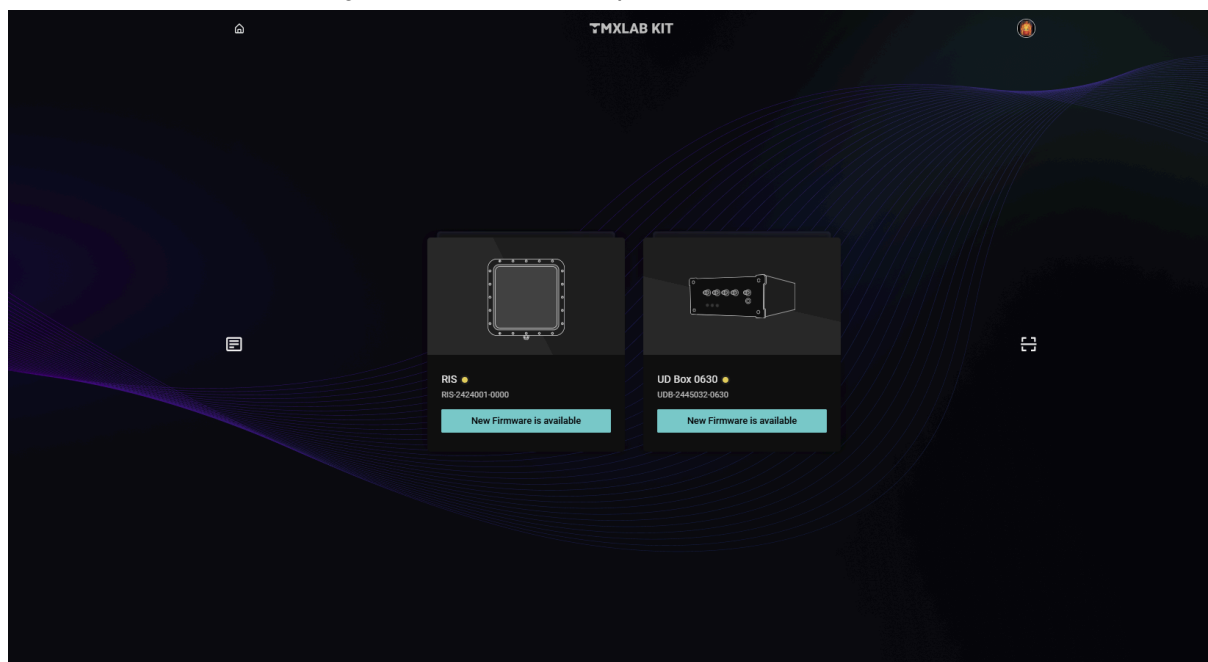 TMXLAB KIT
RIS
RIS-2424001-0000
New Firmware is available
UD Box 0630
UDB-2445032-0630
New Firmware is available